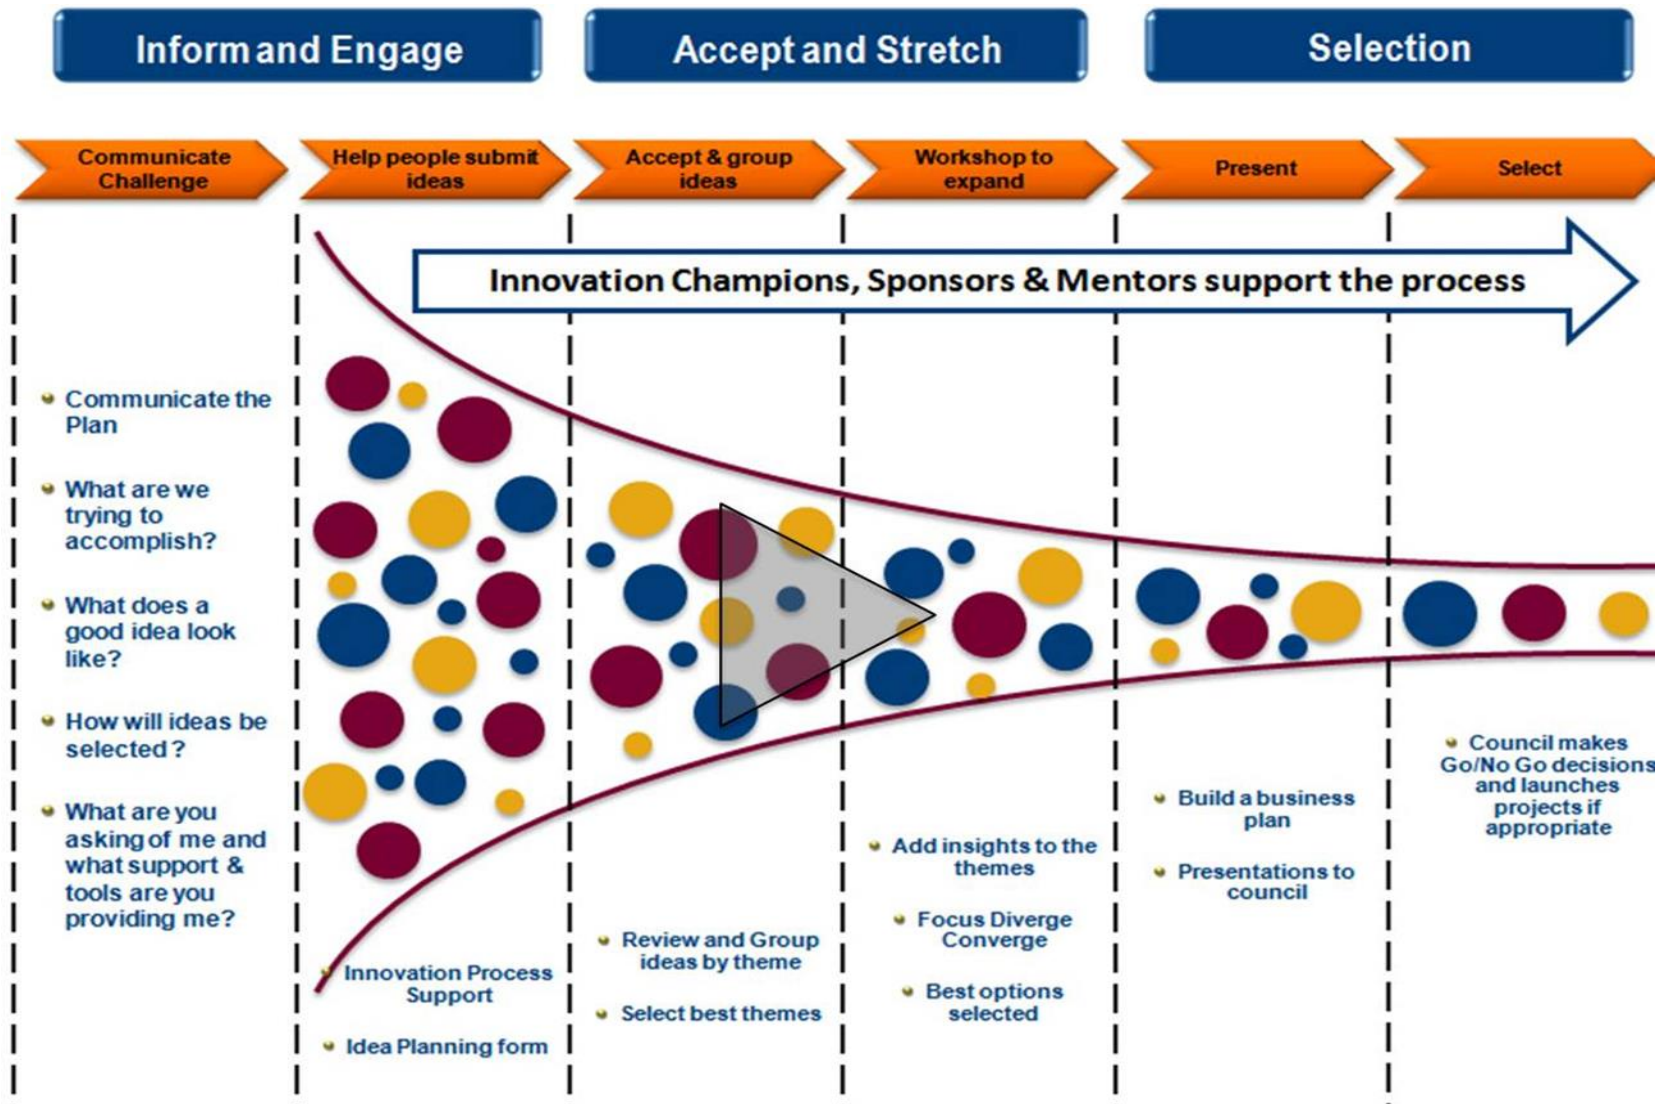 Inform and Engage
Accept and Stretch
Selection
Communicate
Challenge
Help people submit
ideas
Accept & group
ideas
Workshop to
expand
Present
Select
Innovation Champions, Sponsors & Mentors support the process
Communicate the
Plan
What are we
trying to
accomplish?
What does a
good idea look
like?
How will ideas be
selected?
What are you
asking of me and
what support &
tools are you
providing me?
Innovation Process
Support
Idea Planning form
Review and Group
ideas by theme
Select best themes
Add insights to the
themes
Focus Diverge
Converge
Best options
selected
Build a business
plan
Presentations to
council
Council makes
Go/No Go decisions
and launches
projects if
appropriate